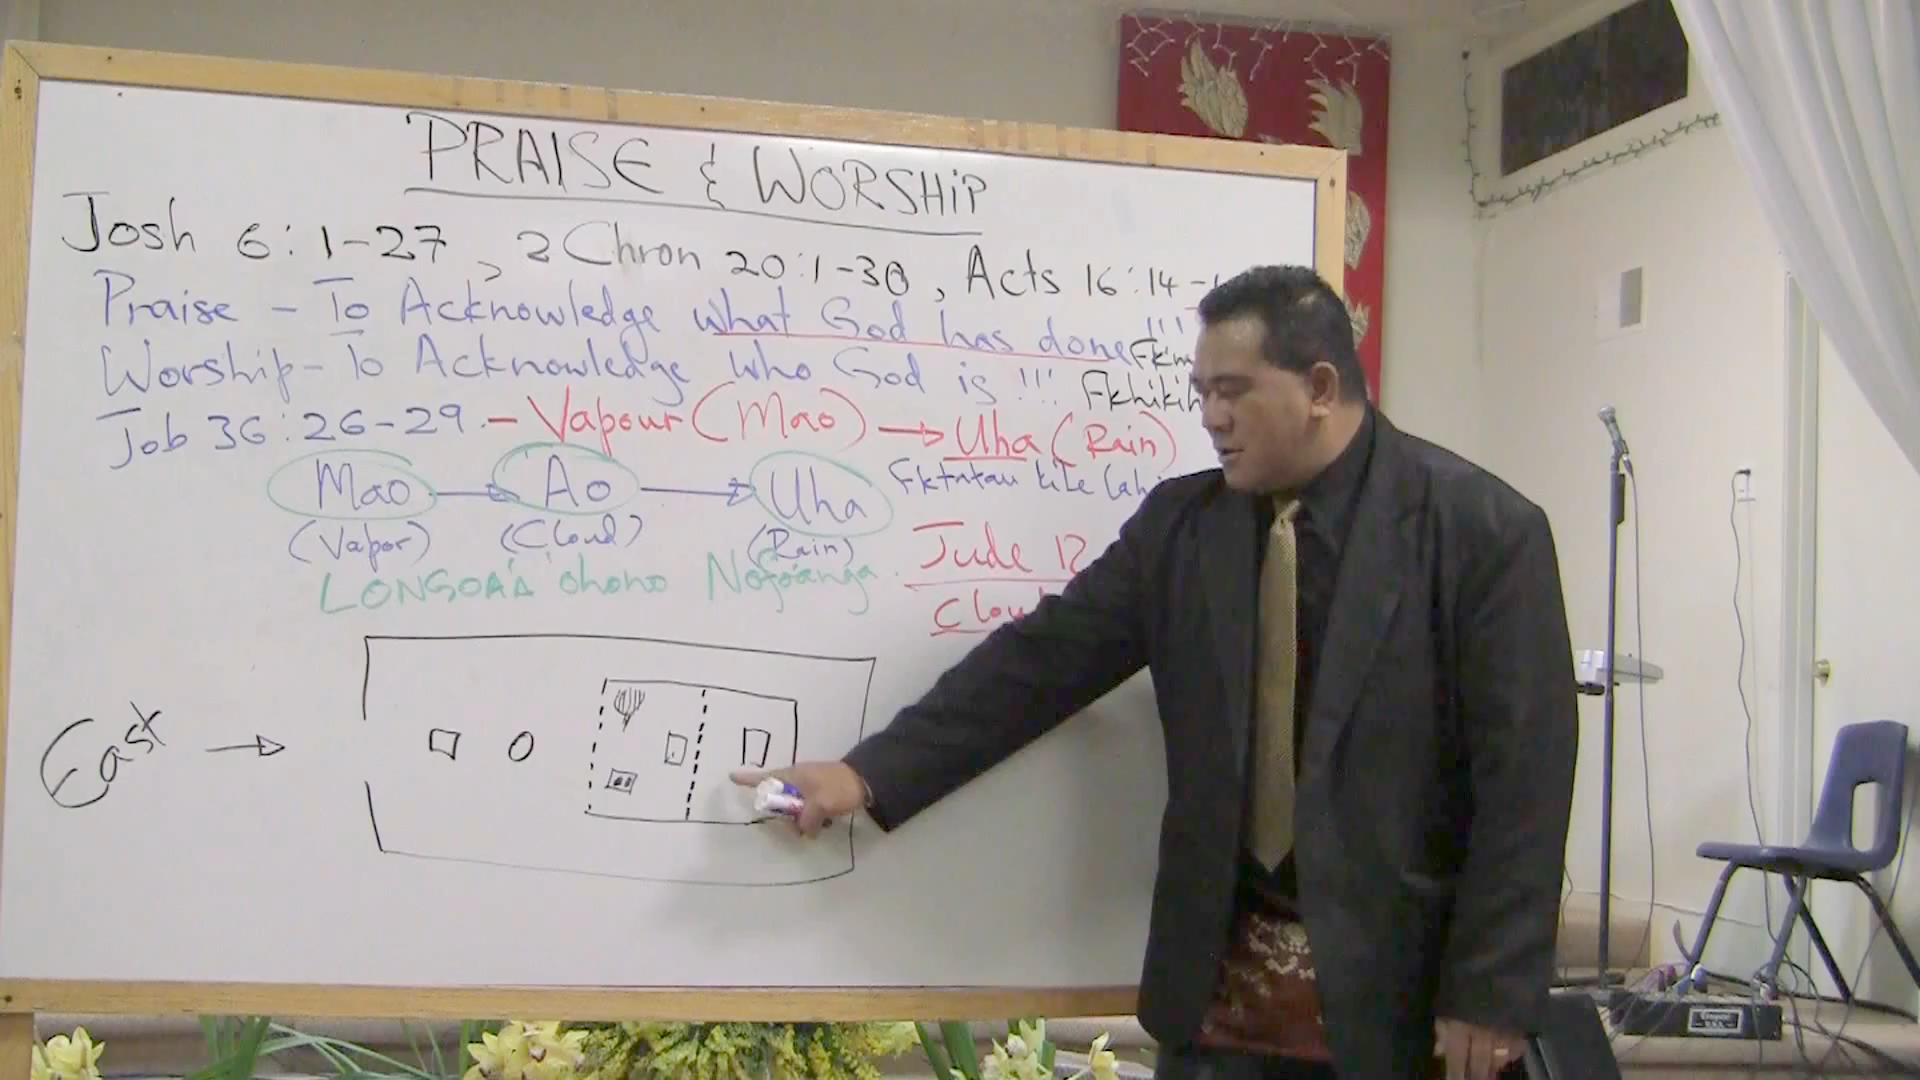 PRAISE & WORSHIP
Josh 6:1-27, 2 Chron 20:1-30, Acts 16:14-
Praise - To Acknowledge what God has done!!!
Worship - To Acknowledge who God is!!!
Job 36:26-29 - Vapour (Mao) → Uha (Rain)
Mao → Ao → Uha
(Vapor) (Cloud) (Rain)
LONGOA'A 'ohono Nofo'anga.
Jude 12
East →